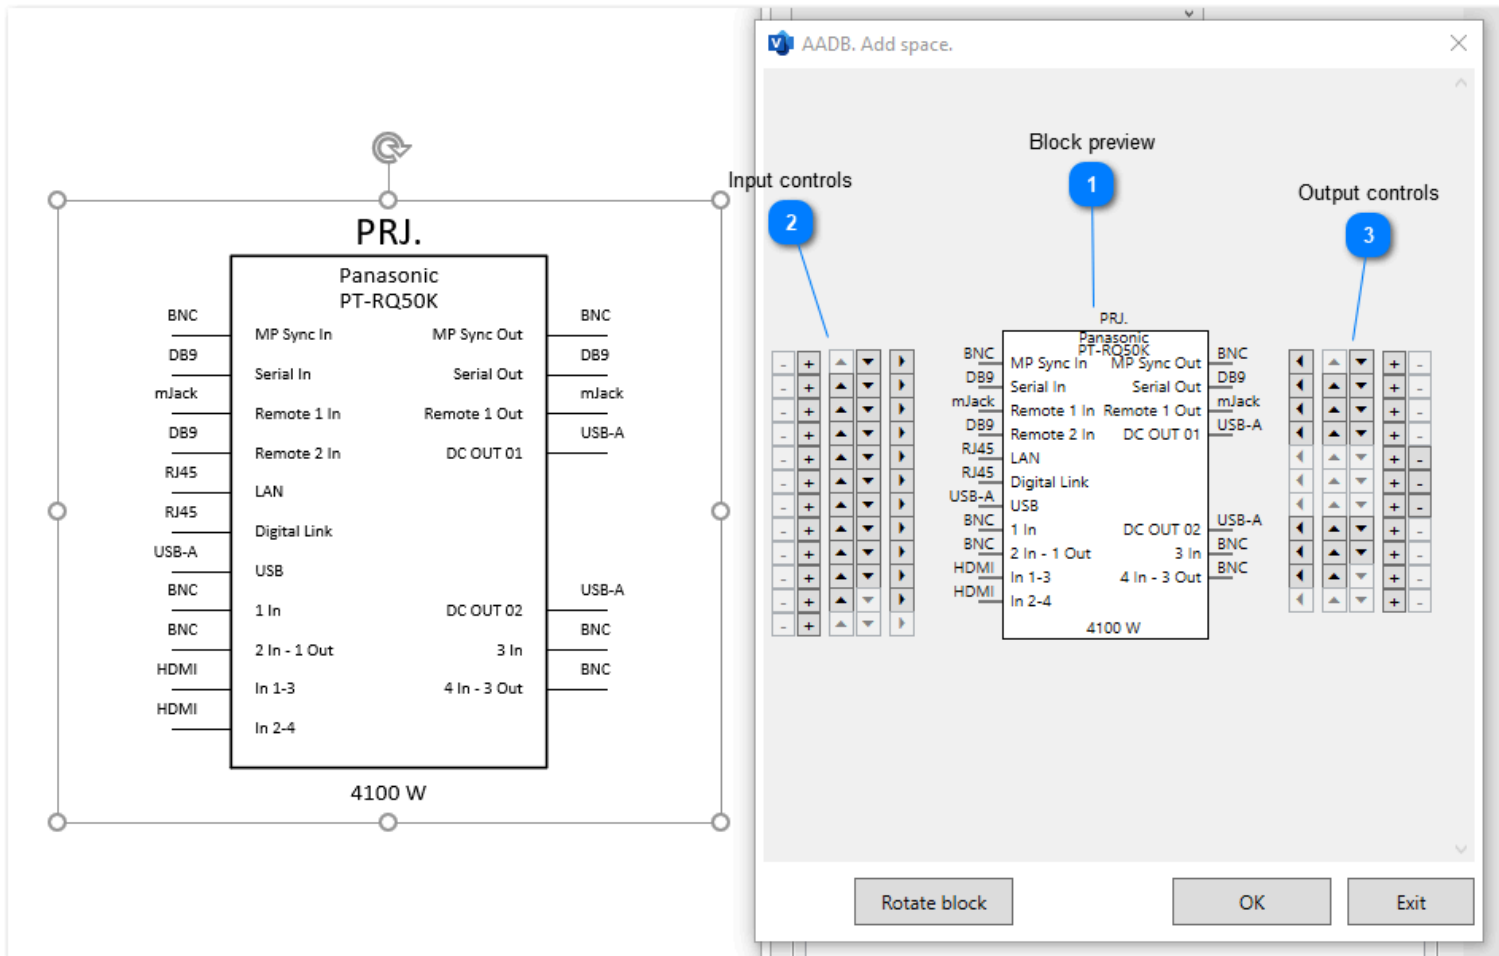 PRJ.
Panasonic
PT-RQ50K
BNC
MP Sync In
MP Sync Out
BNC
DB9
Serial In
Serial Out
DB9
mJack
Remote 1 In
Remote 1 Out
mJack
DB9
Remote 2 In
DC OUT 01
USB-A
RJ45
LAN
RJ45
Digital Link
USB-A
USB
BNC
1 In
DC OUT 02
USB-A
BNC
2 In - 1 Out
3 In
BNC
HDMI
In 1-3
4 In - 3 Out
BNC
HDMI
In 2-4
4100 W
AADB. Add space.
Block preview
1
Input controls
2
Output controls
3
PRJ.
Panasonic
PT-RQ50K
BNC
MP Sync In
MP Sync Out
BNC
DB9
Serial In
Serial Out
DB9
mJack
Remote 1 In
Remote 1 Out
mJack
DB9
Remote 2 In
DC OUT 01
USB-A
RJ45
LAN
RJ45
Digital Link
USB-A
USB
BNC
1 In
DC OUT 02
USB-A
BNC
2 In - 1 Out
3 In
BNC
HDMI
In 1-3
4 In - 3 Out
BNC
HDMI
In 2-4
4100 W
Rotate block
OK
Exit